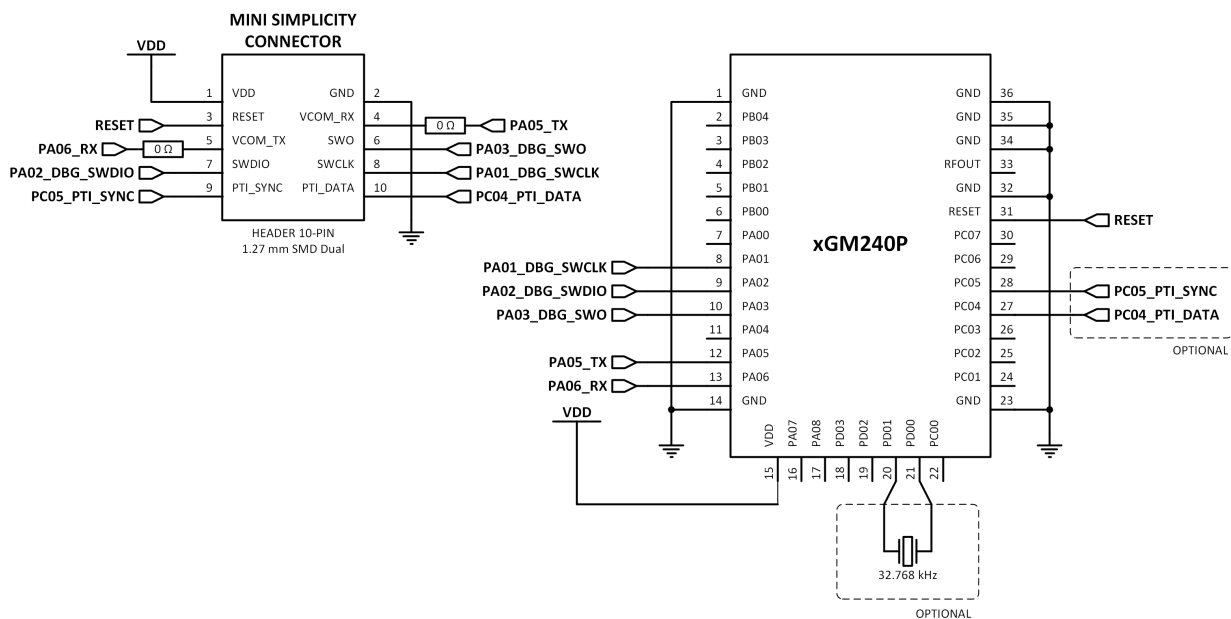 MINI SIMPLICITY
CONNECTOR
VDD
1 VDD GND 2
RESET 3 RESET VCOM_RX 4 0 Ω PA05_TX
PA06_RX 0 Ω 5 VCOM_TX SWO 6 PA03_DBG_SWO
PA02_DBG_SWDIO 7 SWDIO SWCLK 8 PA01_DBG_SWCLK
PC05_PTI_SYNC 9 PTI_SYNC PTI_DATA 10 PC04_PTI_DATA
HEADER 10-PIN
1.27 mm SMD Dual
xGM240P
1 GND GND 36
2 PB04 GND 35
3 PB03 GND 34
4 PB02 RFOUT 33
5 PB01 GND 32
6 PB00 RESET 31 RESET
7 PA00 PC07 30
PA01_DBG_SWCLK 8 PA01 PC06 29
PA02_DBG_SWDIO 9 PA02 PC05 28 PC05_PTI_SYNC
PA03_DBG_SWO 10 PA03 PC04 27 PC04_PTI_DATA
11 PA04 PC03 26
OPTIONAL
PA05_TX 12 PA05 PC02 25
PA06_RX 13 PA06 PC01 24
14 GND GND 23
VDD
VDD PA07 PA08 PD03 PD02 PD01 PD00 PC00
15 16 17 18 19 20 21 22
32.768 kHz
OPTIONAL